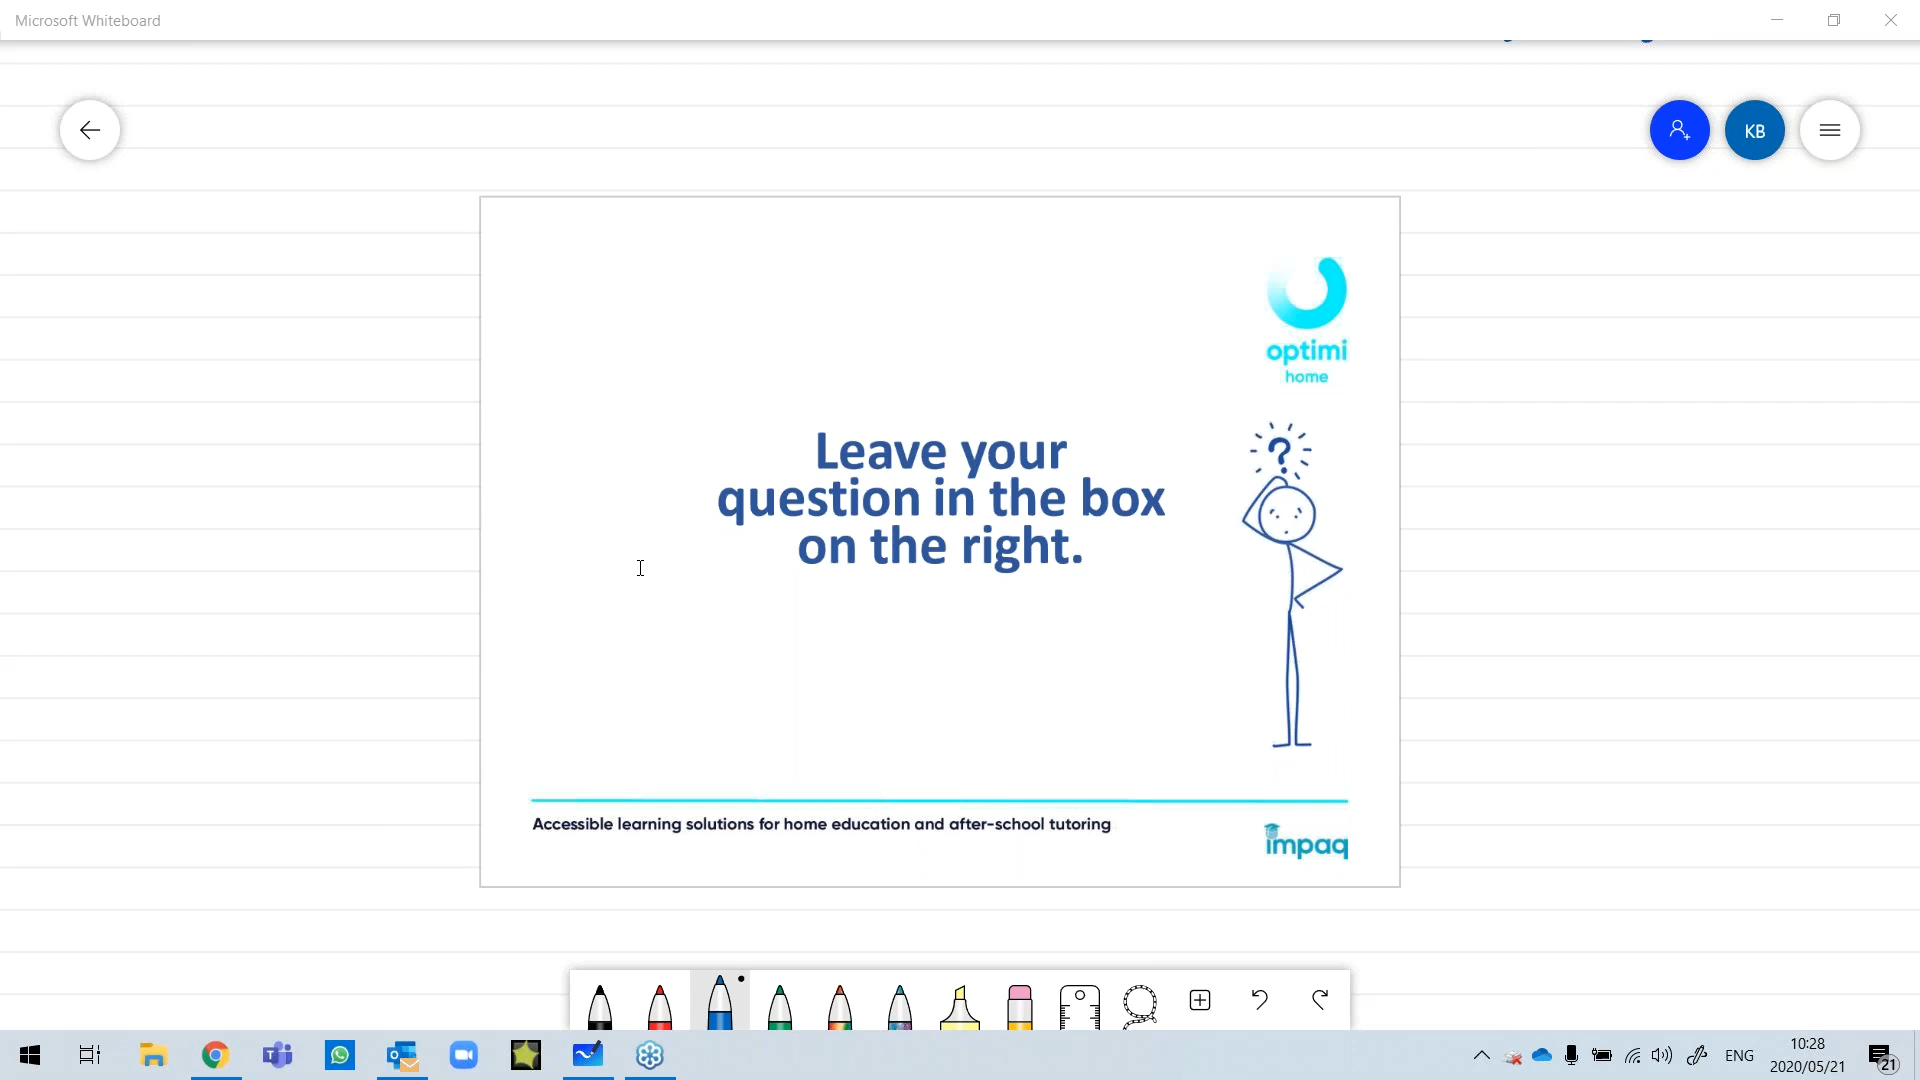 Microsoft Whiteboard
KB
optimi
home
?
Leave your
question in the box
on the right.
Accessible learning solutions for home education and after-school tutoring
impaq
ENG
10:28
2020/05/21
21